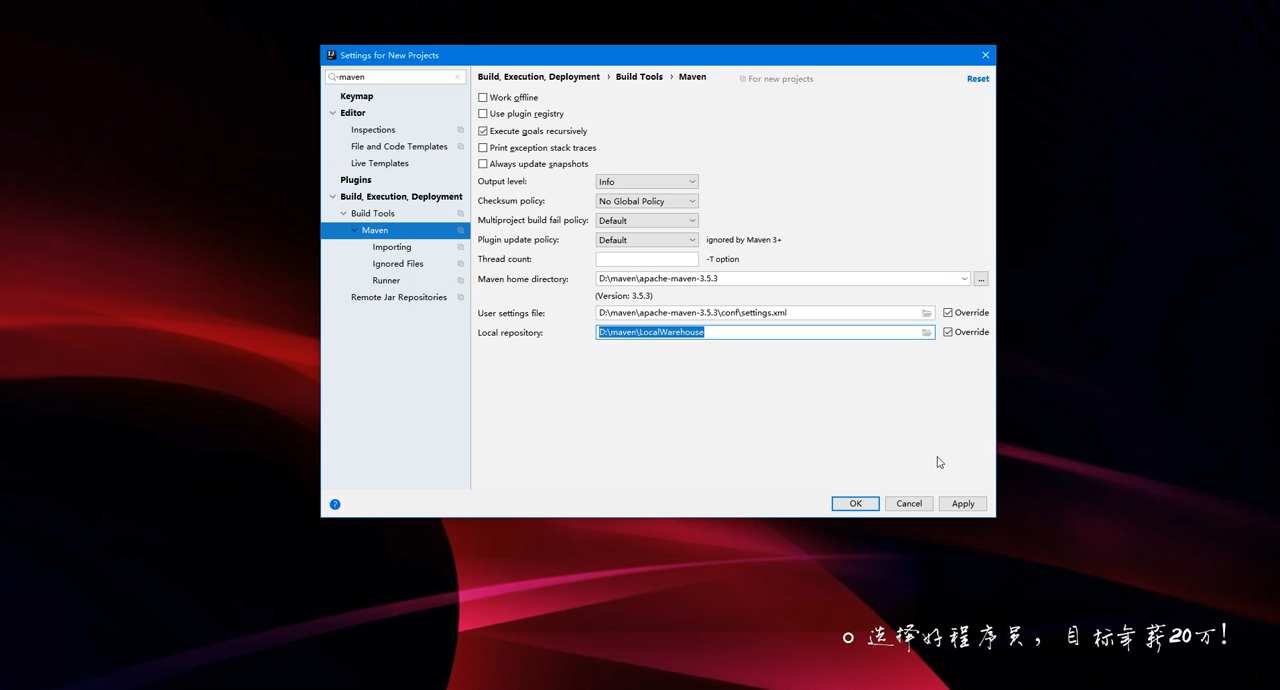 Settings for New Projects
maven
Build, Execution, Deployment › Build Tools › Maven
For new projects
Reset
Keymap
Editor
Inspections
File and Code Templates
Live Templates
Plugins
Build, Execution, Deployment
Build Tools
Maven
Importing
Ignored Files
Runner
Remote Jar Repositories
Work offline
Use plugin registry
Execute goals recursively
Print exception stack traces
Always update snapshots
Output level: Info
Checksum policy: No Global Policy
Multiproject build fail policy: Default
Plugin update policy: Default ignored by Maven 3+
Thread count: -T option
Maven home directory: D:\maven\apache-maven-3.5.3 ...
(Version: 3.5.3)
User settings file: D:\maven\apache-maven-3.5.3\conf\settings.xml Override
Local repository: D:\maven\LocalWarehouse Override
? OK Cancel Apply
选择好程序员，目标年薪20万!